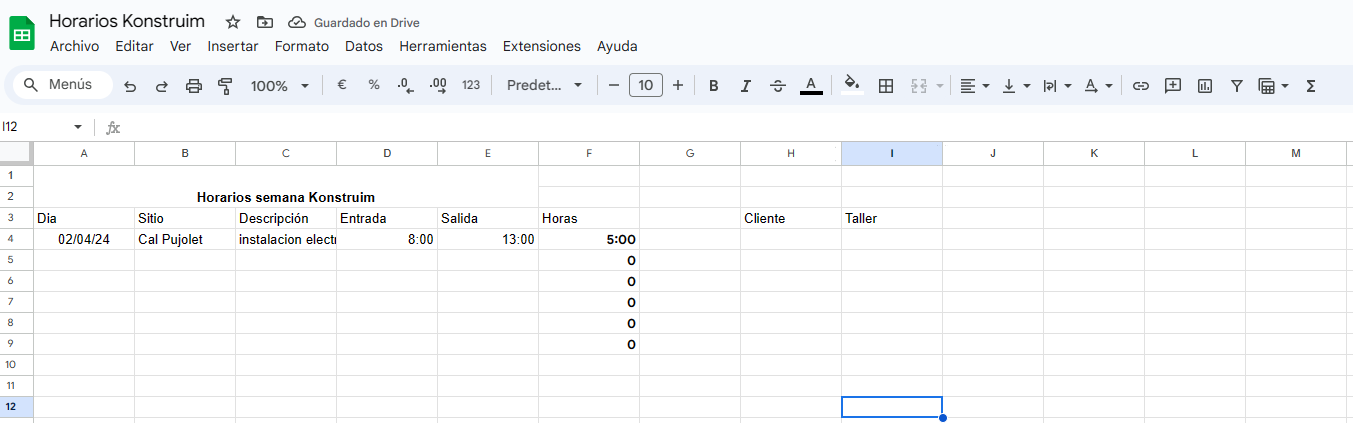 Horarios Konstruim Guardado en Drive
Archivo Editar Ver Insertar Formato Datos Herramientas Extensiones Ayuda
Menús 100% € % .0 .00 123 Predet... − 10 + B I S A A Σ
I12 fx
A B C D E F G H I J K L M
1
2 Horarios semana Konstruim
3 Dia Sitio Descripción Entrada Salida Horas Cliente Taller
4 02/04/24 Cal Pujolet instalacion electr 8:00 13:00 5:00
5 0
6 0
7 0
8 0
9 0
10
11
12